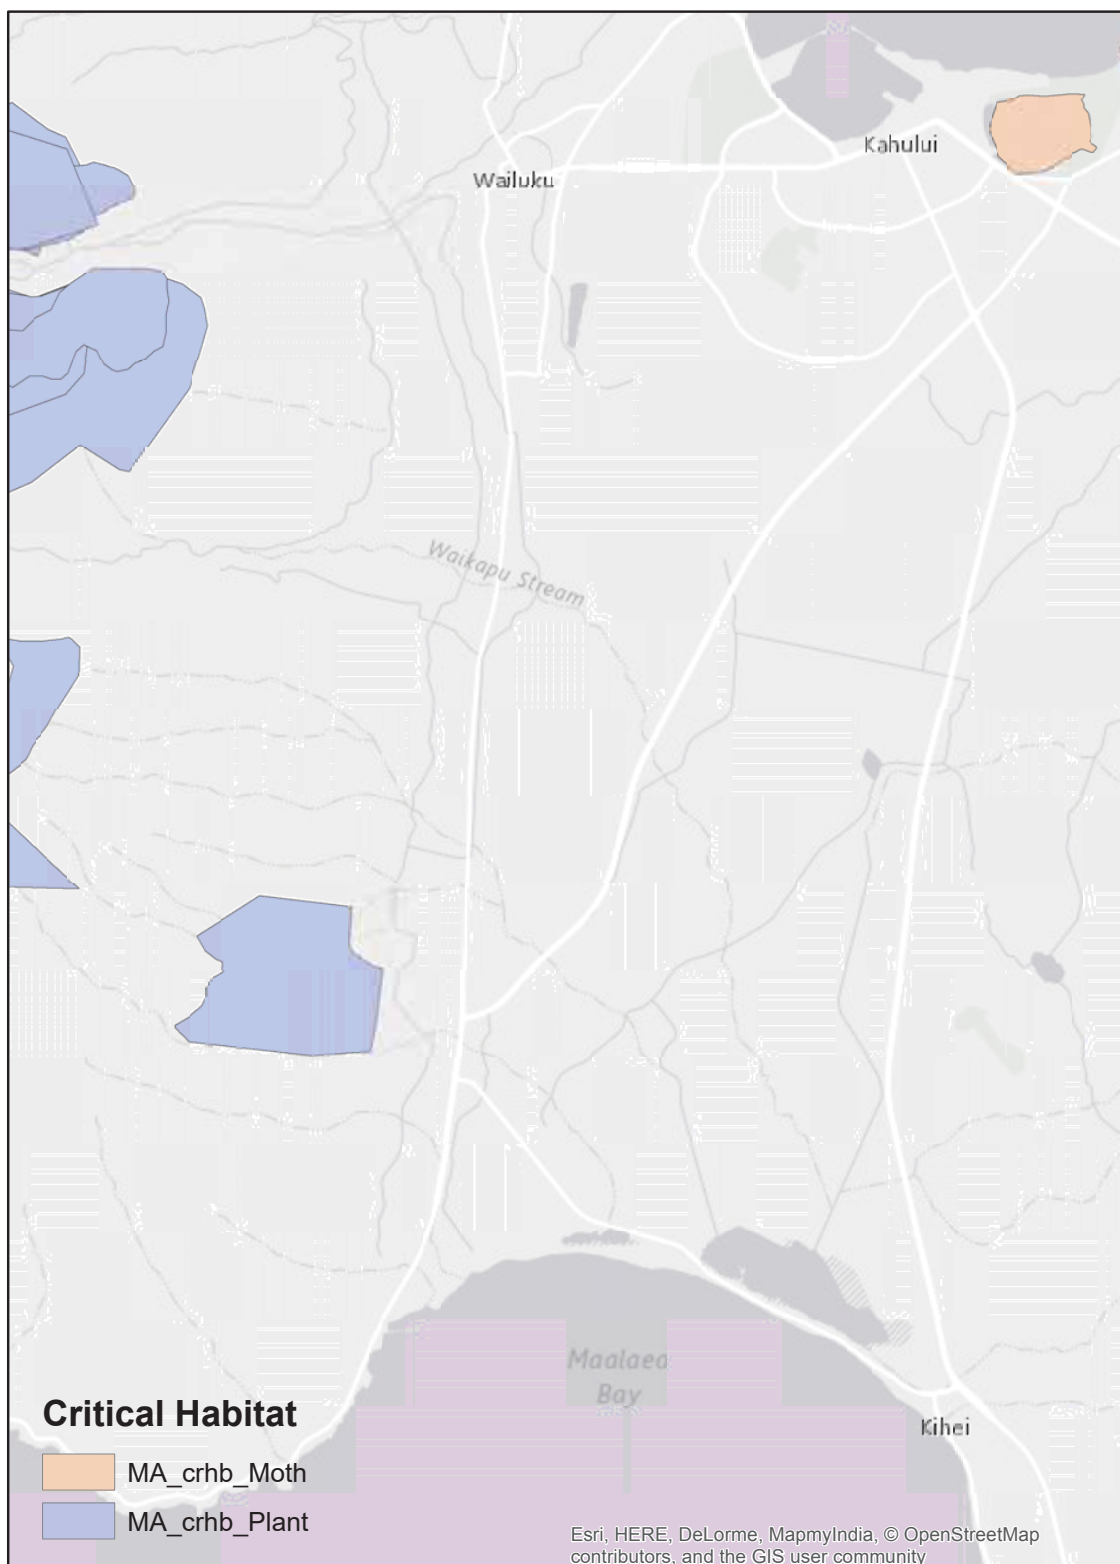 Kahului
Wailuku
Waikapu Stream
Maalaea
Bay
Kihei
Critical Habitat
MA_crhb_Moth
MA_crhb_Plant
Esri, HERE, DeLorme, MapmyIndia, © OpenStreetMap
contributors, and the GIS user community